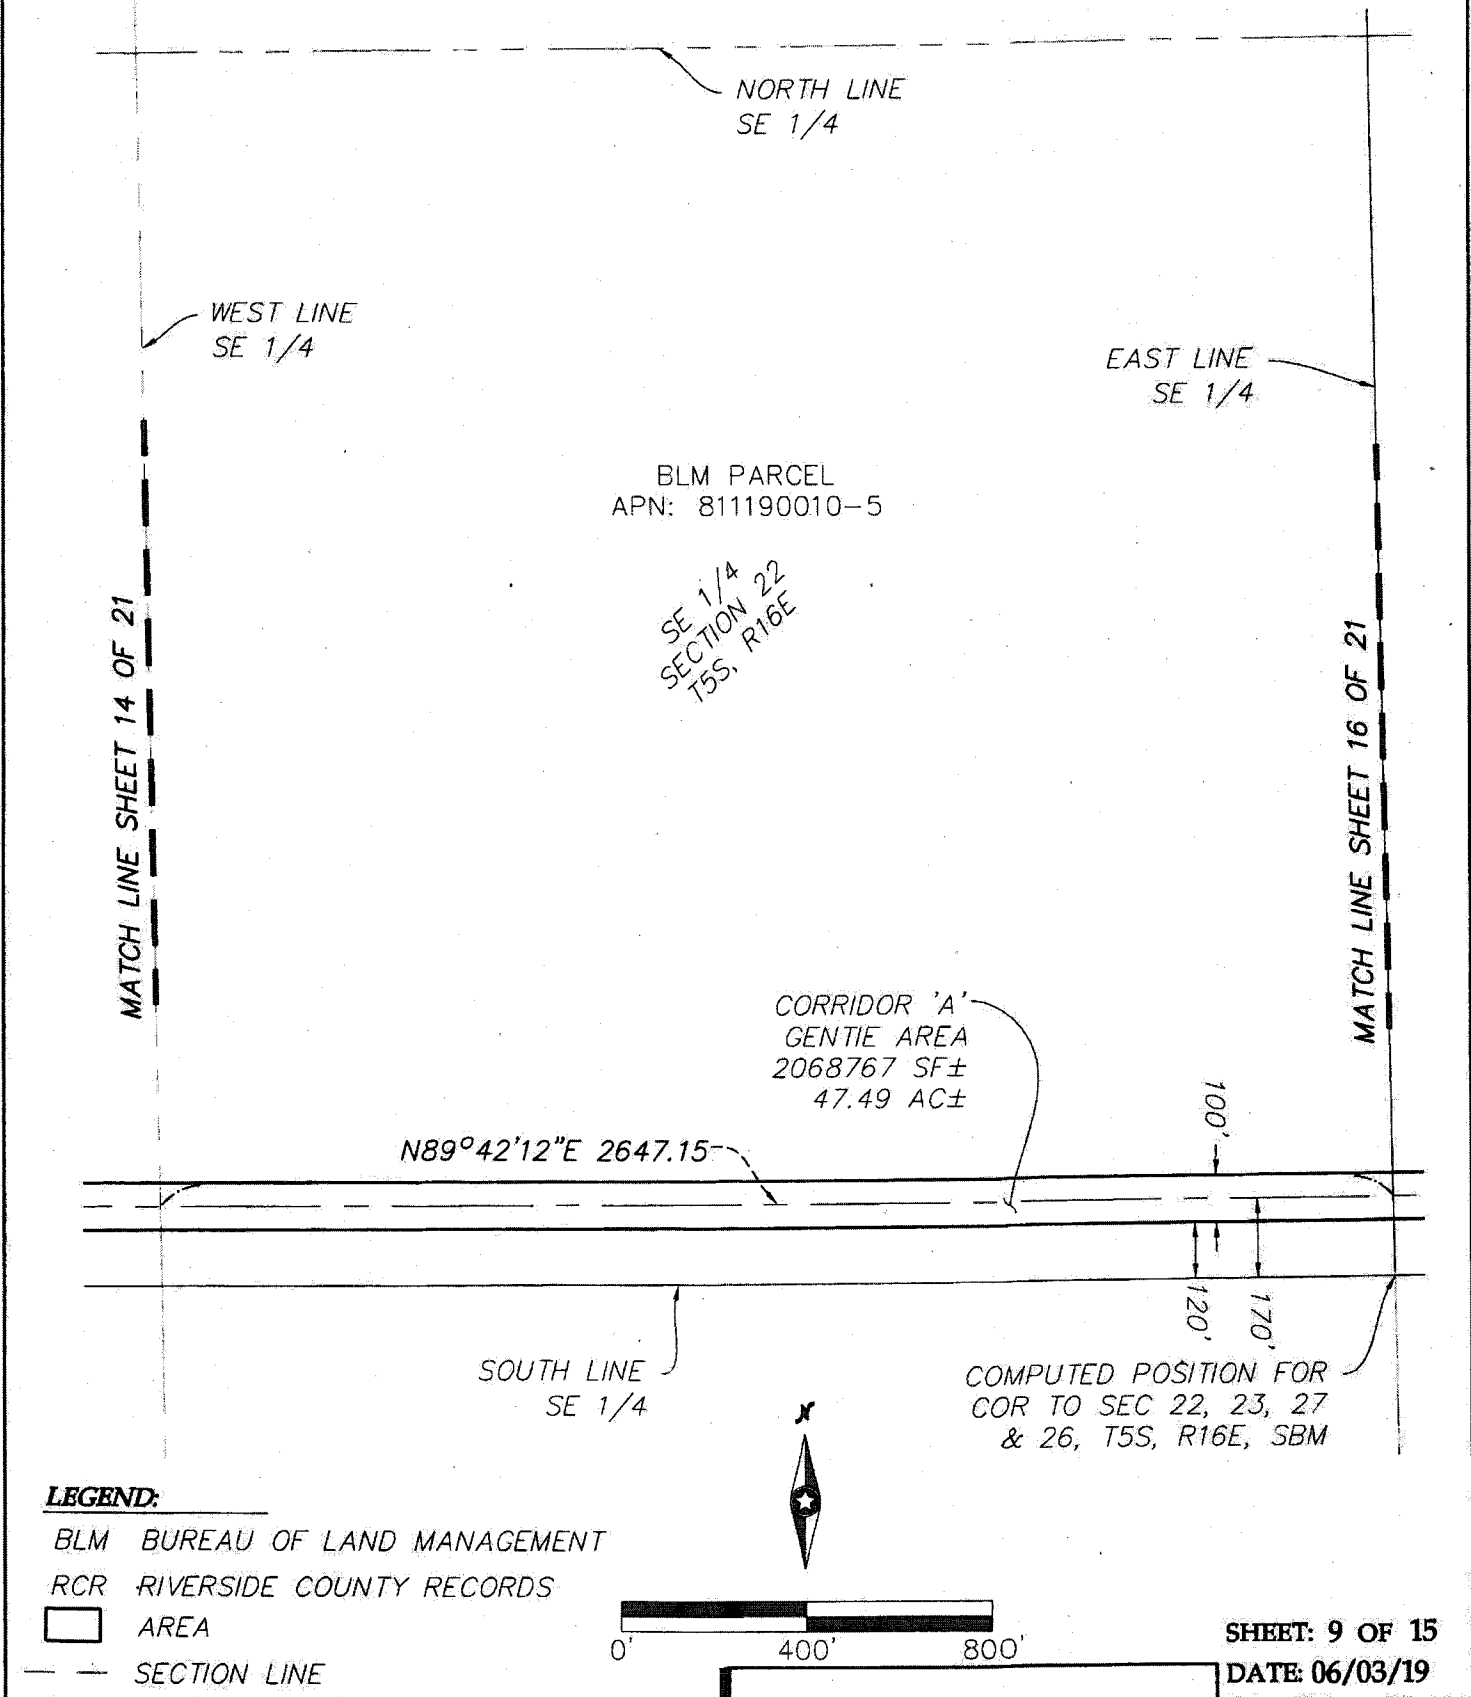 NORTH LINE
SE 1/4
WEST LINE
SE 1/4
EAST LINE
SE 1/4
BLM PARCEL
APN: 811190010-5
SE 1/4
SECTION 22
T5S, R16E
MATCH LINE SHEET 14 OF 21
MATCH LINE SHEET 16 OF 21
CORRIDOR 'A'
GENTIE AREA
2068767 SF±
47.49 AC±
100'
N89°42'12"E 2647.15
120'
170'
SOUTH LINE
SE 1/4
COMPUTED POSITION FOR
COR TO SEC 22, 23, 27
& 26, T5S, R16E, SBM
N
LEGEND:
BLM BUREAU OF LAND MANAGEMENT
RCR RIVERSIDE COUNTY RECORDS
AREA
SECTION LINE
0' 400' 800'
SHEET: 9 OF 15
DATE: 06/03/19